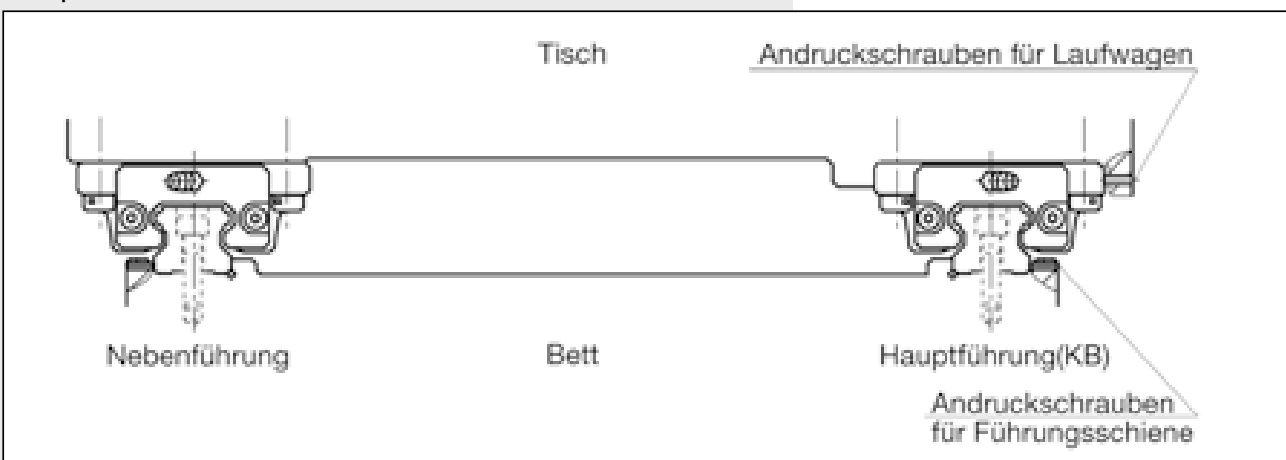 Tisch
Andruckschrauben für Laufwagen
Nebenführung
Bett
Hauptführung(KB)
Andruckschrauben
für Führungsschiene